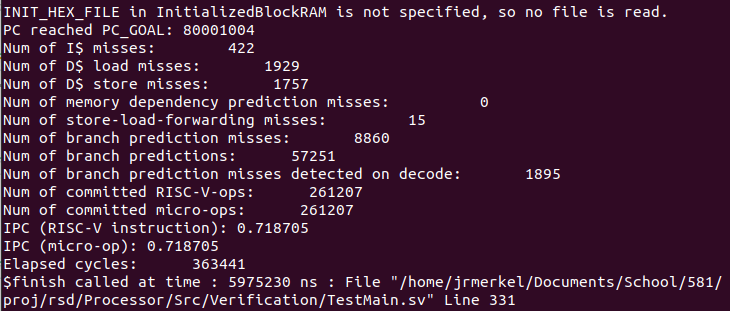 INIT_HEX_FILE in InitializedBlockRAM is not specified, so no file is read.
PC reached PC_GOAL: 80001004
Num of I$ misses:         422
Num of D$ load misses:         1929
Num of D$ store misses:        1757
Num of memory dependency prediction misses:           0
Num of store-load-forwarding misses:          15
Num of branch prediction misses:        8860
Num of branch predictions:       57251
Num of branch prediction misses detected on decode:        1895
Num of committed RISC-V-ops:       261207
Num of committed micro-ops:       261207
IPC (RISC-V instruction): 0.718705
IPC (micro-op): 0.718705
Elapsed cycles:       363441
$finish called at time : 5975230 ns : File "/home/jrmerkel/Documents/School/581/
proj/rsd/Processor/Src/Verification/TestMain.sv" Line 331